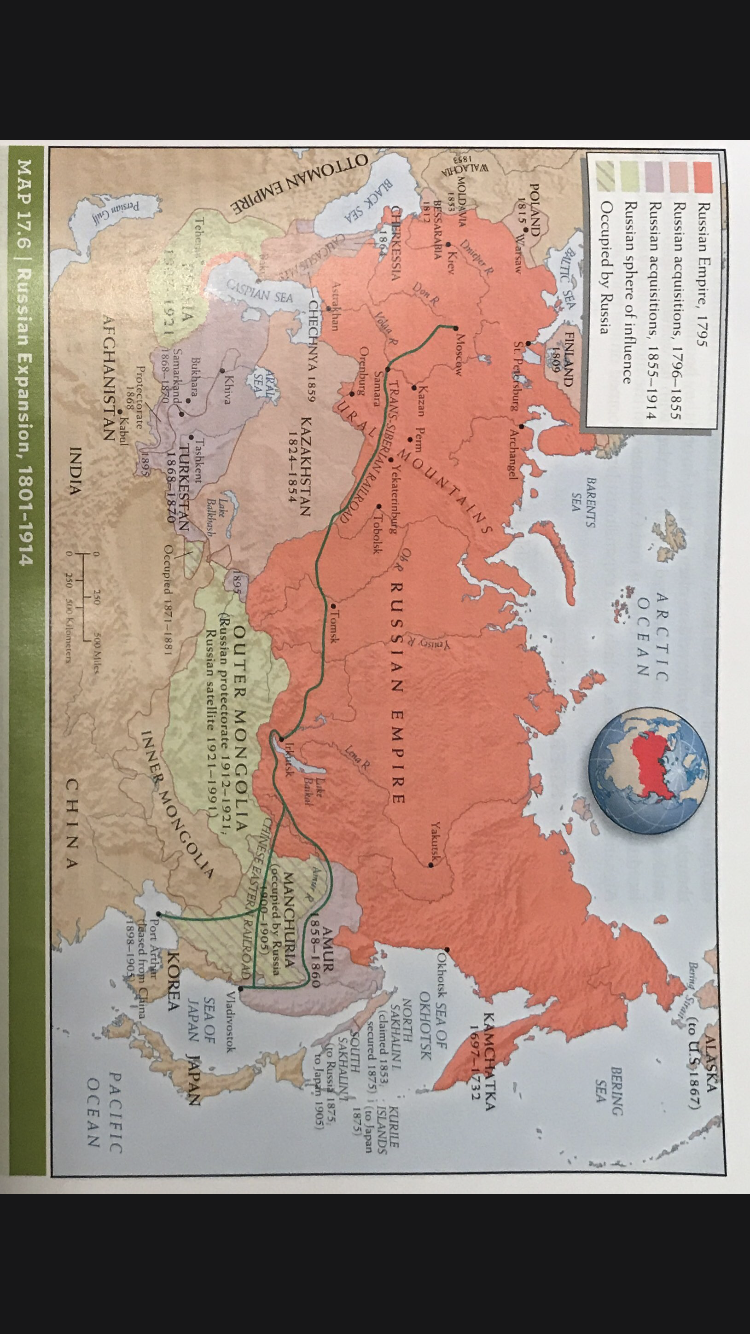 Russian Empire, 1795
Russian acquisitions, 1796–1855
Russian acquisitions, 1855–1914
Russian sphere of influence
Occupied by Russia
ARCTIC
OCEAN
BARENTS
SEA
Bering Strait
ALASKA
(to U.S. 1867)
BERING
SEA
BALTIC SEA
FINLAND
1809
POLAND
1815
Warsaw
St. Petersburg
Archangel
WALACHIA
1853
MOLDAVIA
1853
BESSARABIA
1812
Kiev
Dnieper R.
Moscow
Don R.
Volga R.
Kazan
Perm
Yekaterinburg
Tobolsk
Samara
Orenburg
TRANS-SIBERIAN RAILROAD
URAL MOUNTAINS
Ob R.
RUSSIAN EMPIRE
Yenisey R.
Tomsk
Irkutsk
Lake
Baikal
Lena R.
Yakutsk
Okhotsk
SEA OF
OKHOTSK
KAMCHATKA
1697–1732
BLACK SEA
OTTOMAN EMPIRE
CHERKESSIA
1864
Astrakhan
CHECHNYA 1859
CASPIAN SEA
Baku
KAZAKHSTAN
1824–1854
ARAL
SEA
Khiva
Bukhara
Samarkand
1868–1870
Tashkent
TURKESTAN
1868–1870
Lake
Balkhash
1895
1895
Protectorate
1868
Kabul
AFGHANISTAN
Persian Gulf
INDIA
Occupied 1871–1881
OUTER MONGOLIA
(Russian protectorate 1912–1921;
Russian satellite 1921–1991)
INNER MONGOLIA
CHINA
CHINESE EASTERN RAILROAD
MANCHURIA
(occupied by Russia
1900–1905)
Amur R.
AMUR
1858–1860
Port Arthur
(leased from China
1898–1905)
KOREA
Vladivostok
SEA OF
JAPAN
JAPAN
NORTH
SAKHALIN I.
(claimed 1853;
secured 1875)
SOUTH
SAKHALIN I.
(to Russia 1875;
to Japan 1905)
KURILE
ISLANDS
(to Japan
1875)
PACIFIC
OCEAN
0 250 500 Miles
0 250 500 Kilometers
MAP 17.6 | Russian Expansion, 1801–1914